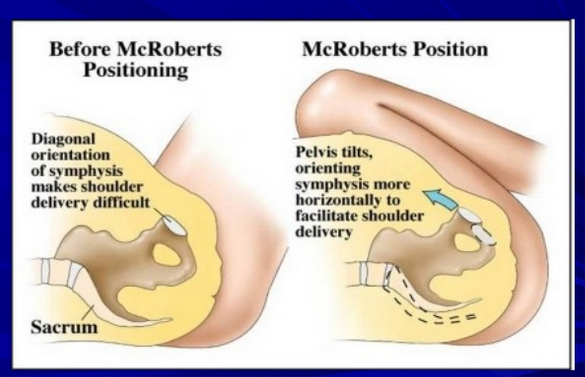 Before McRoberts
Positioning
Diagonal
orientation
of symphysis
makes shoulder
delivery difficult
Sacrum
McRoberts Position
Pelvis tilts,
orienting
symphysis more
horizontally to
facilitate shoulder
delivery